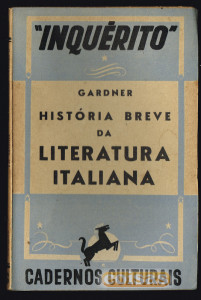 "INQUÉRITO"
GARDNER
HISTÓRIA BREVE
DA
LITERATURA
ITALIANA
CADERNOS CULTURAIS